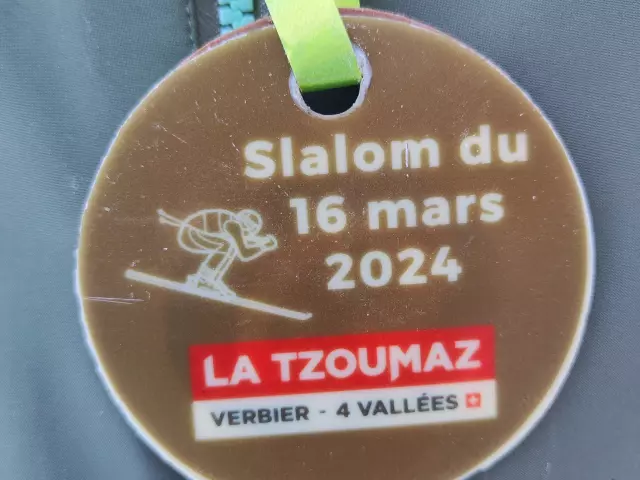 Slalom du
16 mars
2024
LA TZOUMAZ
VERBIER - 4 VALLÉES